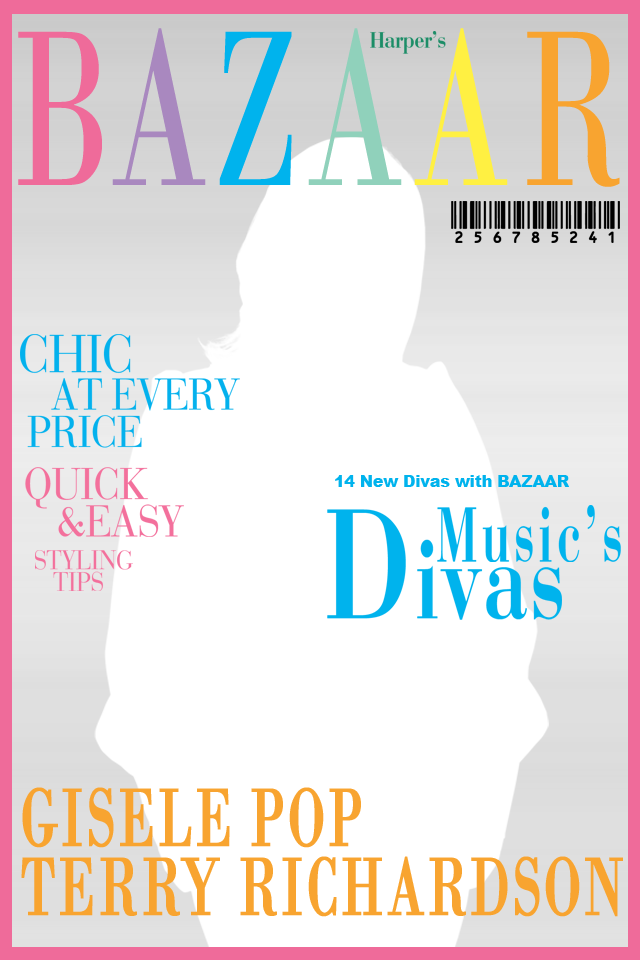 Harper's
BAZAAR
256785241
CHIC
AT EVERY
PRICE
QUICK
&EASY
STYLING
TIPS
14 New Divas with BAZAAR
Music's
Divas
GISELE POP
TERRY RICHARDSON